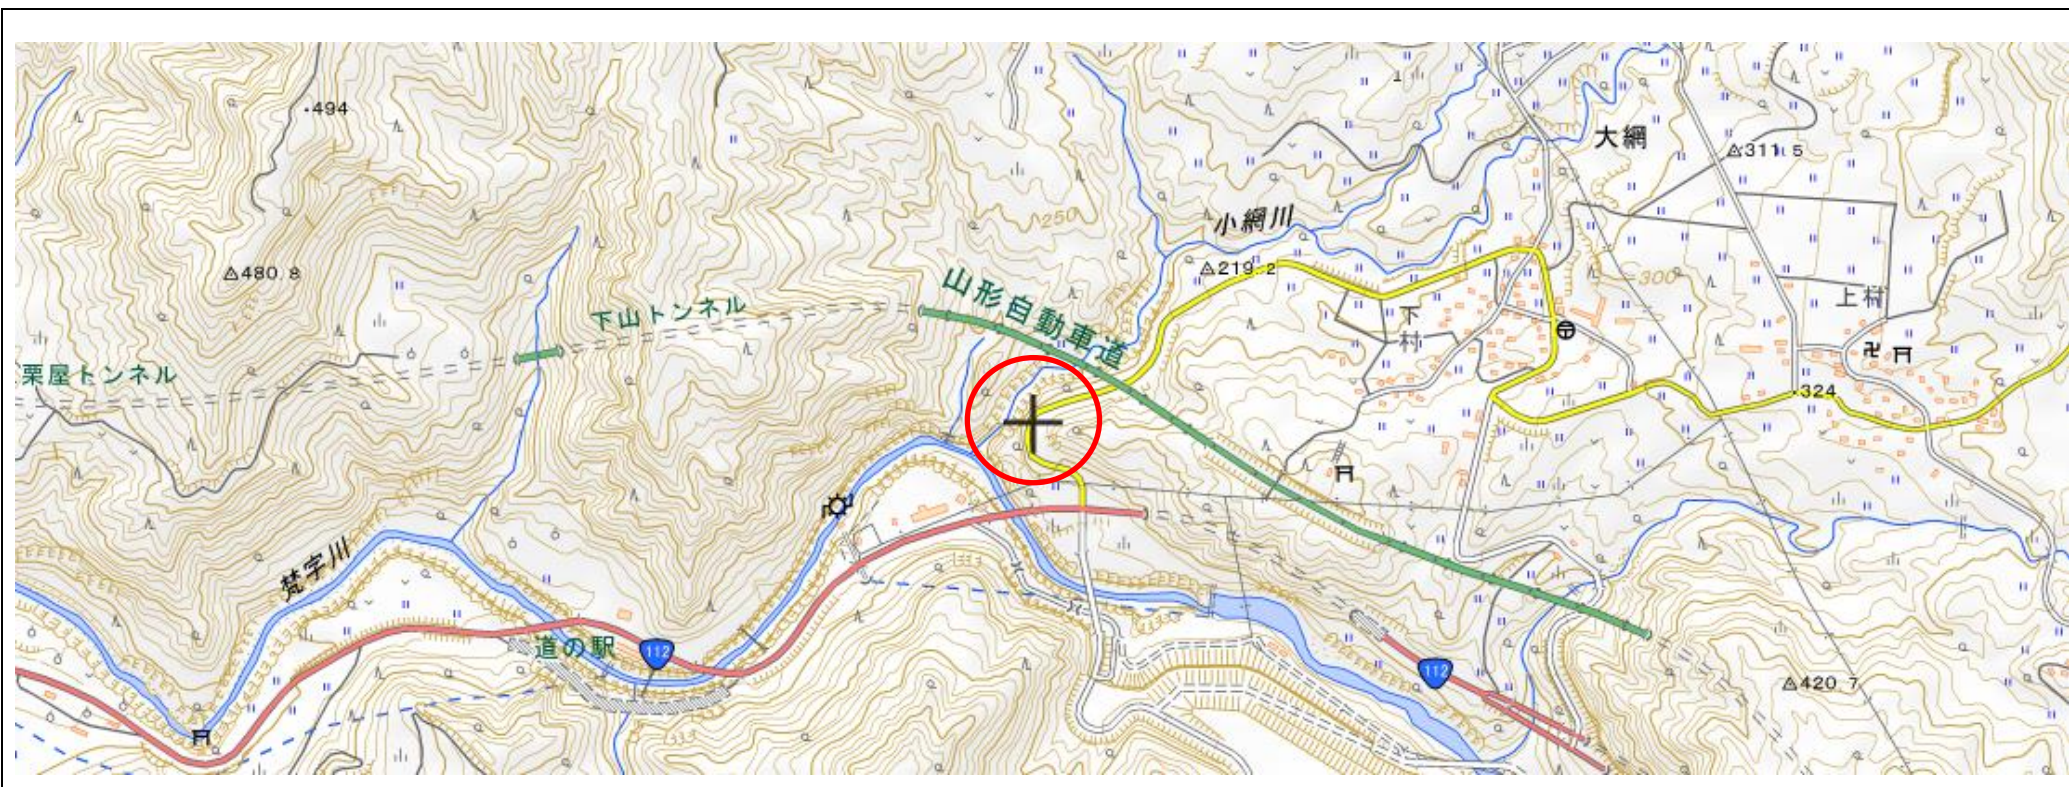 494
大網
311.5
250
小網川
480.8
219.2
300
山形自動車道
下山トンネル
上村
下村
栗屋トンネル
324
梵字川
道の駅
112
112
420.7